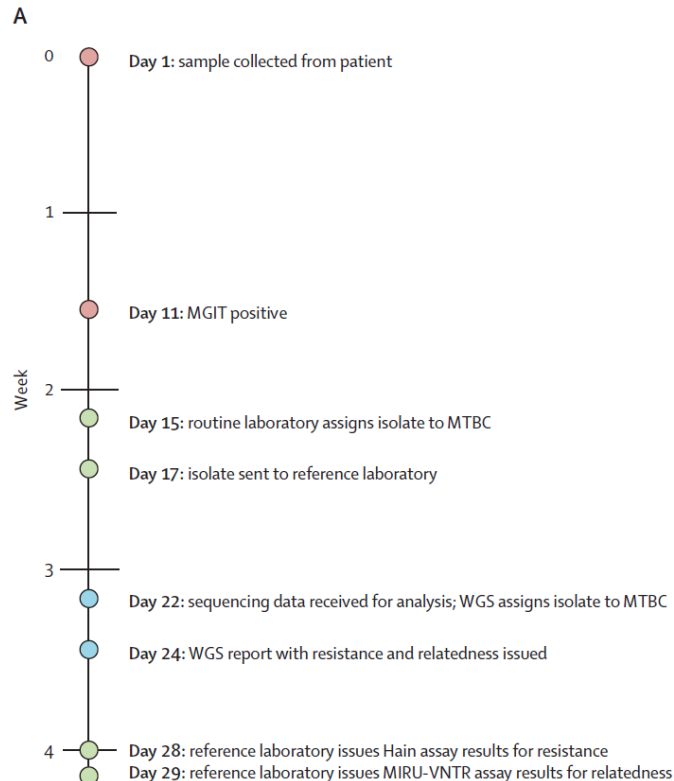 A
0
Day 1: sample collected from patient
1
Day 11: MGIT positive
Week
2
Day 15: routine laboratory assigns isolate to MTBC
Day 17: isolate sent to reference laboratory
3
Day 22: sequencing data received for analysis; WGS assigns isolate to MTBC
Day 24: WGS report with resistance and relatedness issued
4
Day 28: reference laboratory issues Hain assay results for resistance
Day 29: reference laboratory issues MIRU-VNTR assay results for relatedness